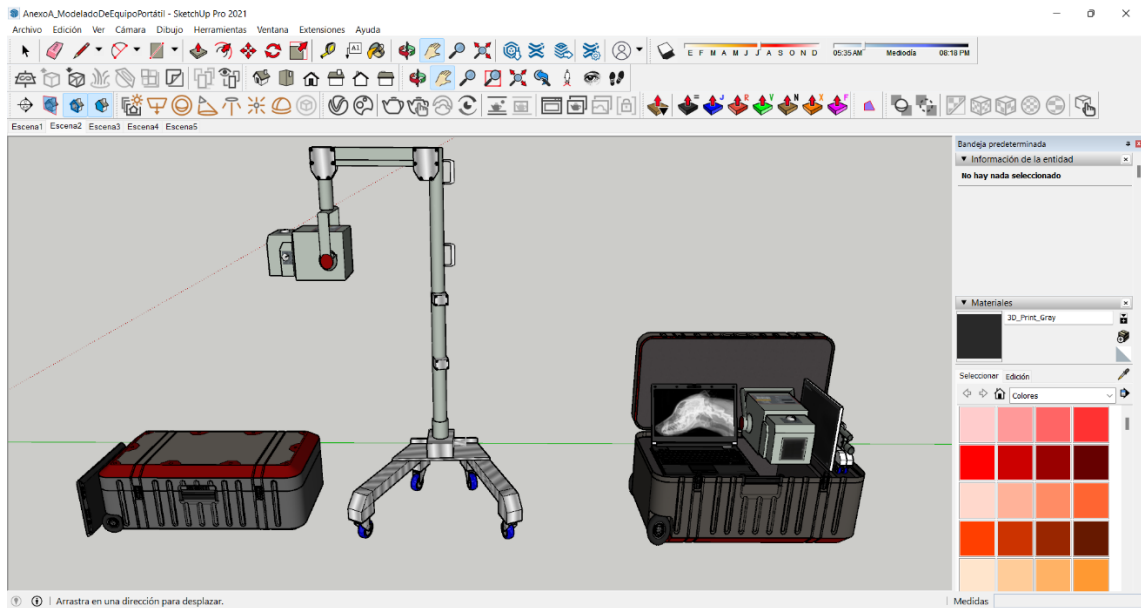 AnexoA_ModeladoDeEquipoPortátil - SketchUp Pro 2021
Archivo Edición Ver Cámara Dibujo Herramientas Ventana Extensiones Ayuda
E F M A M J J A S O N D 05:35 AM Mediodía 06:18 PM
Escena1 Escena2 Escena3 Escena4 Escena5
Bandeja predeterminada
Información de la entidad
No hay nada seleccionado
Materiales
3D_Print_Gray
Seleccionar Edición
Colores
Arrastra en una dirección para desplazar.
Medidas